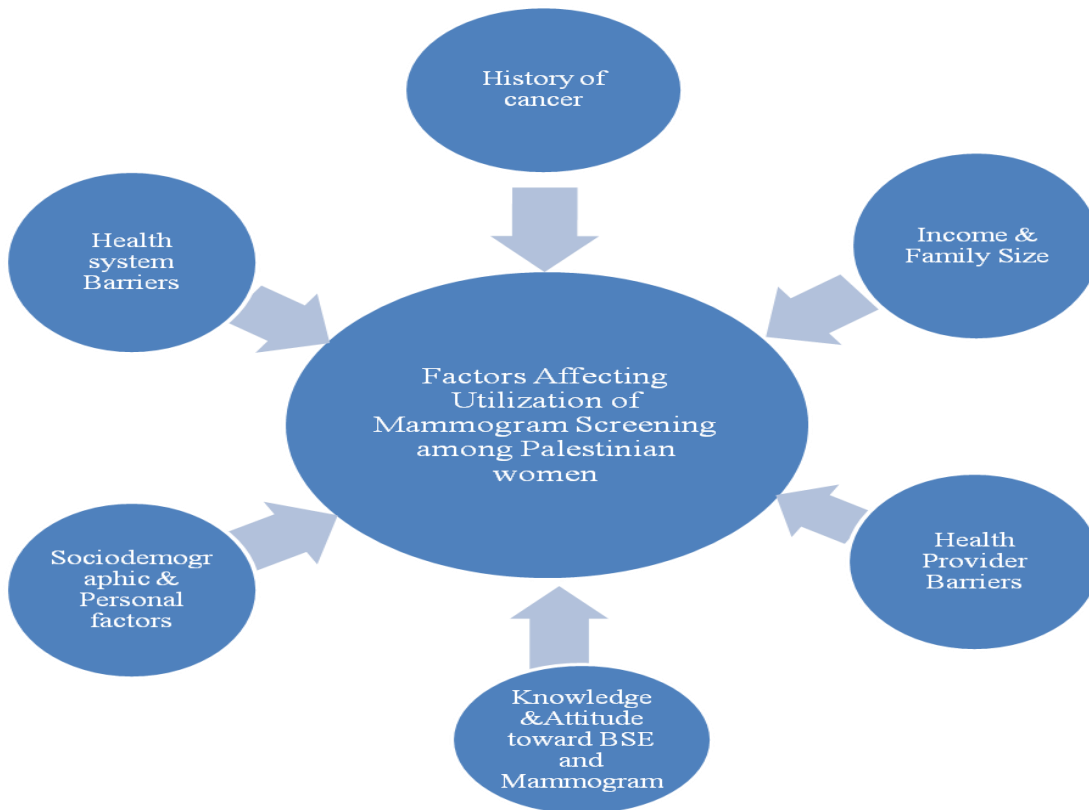 History of
cancer
Health
system
Barriers
Income &
Family Size
Factors Affecting
Utilization of
Mammogram Screening
among Palestinian
women
Sociodemogr
aphic &
Personal
factors
Health
Provider
Barriers
Knowledge
&Attitude
toward BSE
and
Mammogram